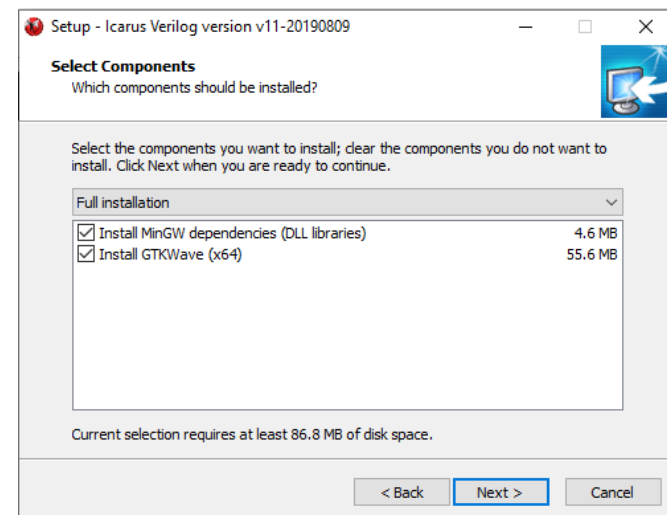 Setup - Icarus Verilog version v11-20190809
Select Components
Which components should be installed?
Select the components you want to install; clear the components you do not want to
install. Click Next when you are ready to continue.
Full installation
Install MinGW dependencies (DLL libraries) 4.6 MB
Install GTKWave (x64) 55.6 MB
Current selection requires at least 86.8 MB of disk space.
< Back Next > Cancel